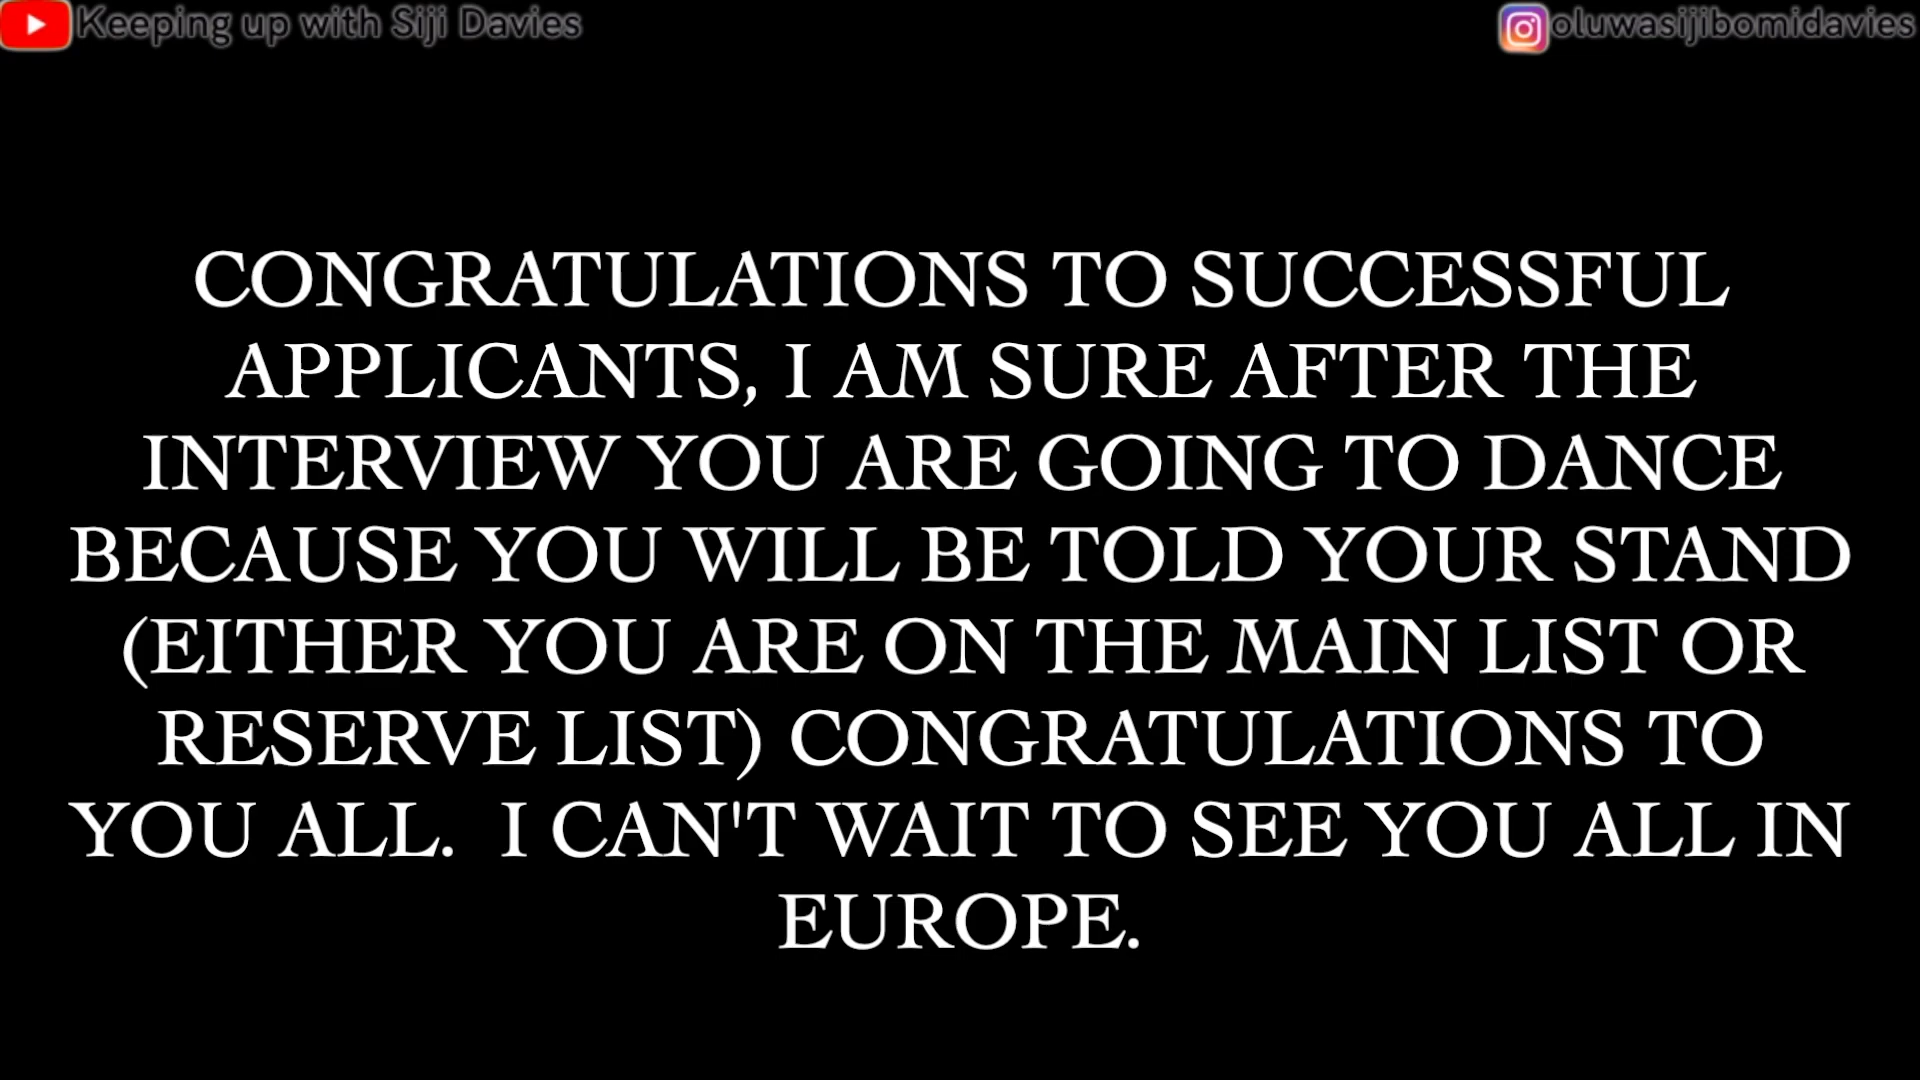 Keeping up with Siji Davies
oluwasijibomidavies
CONGRATULATIONS TO SUCCESSFUL
APPLICANTS, I AM SURE AFTER THE
INTERVIEW YOU ARE GOING TO DANCE
BECAUSE YOU WILL BE TOLD YOUR STAND
(EITHER YOU ARE ON THE MAIN LIST OR
RESERVE LIST) CONGRATULATIONS TO
YOU ALL.  I CAN'T WAIT TO SEE YOU ALL IN
EUROPE.